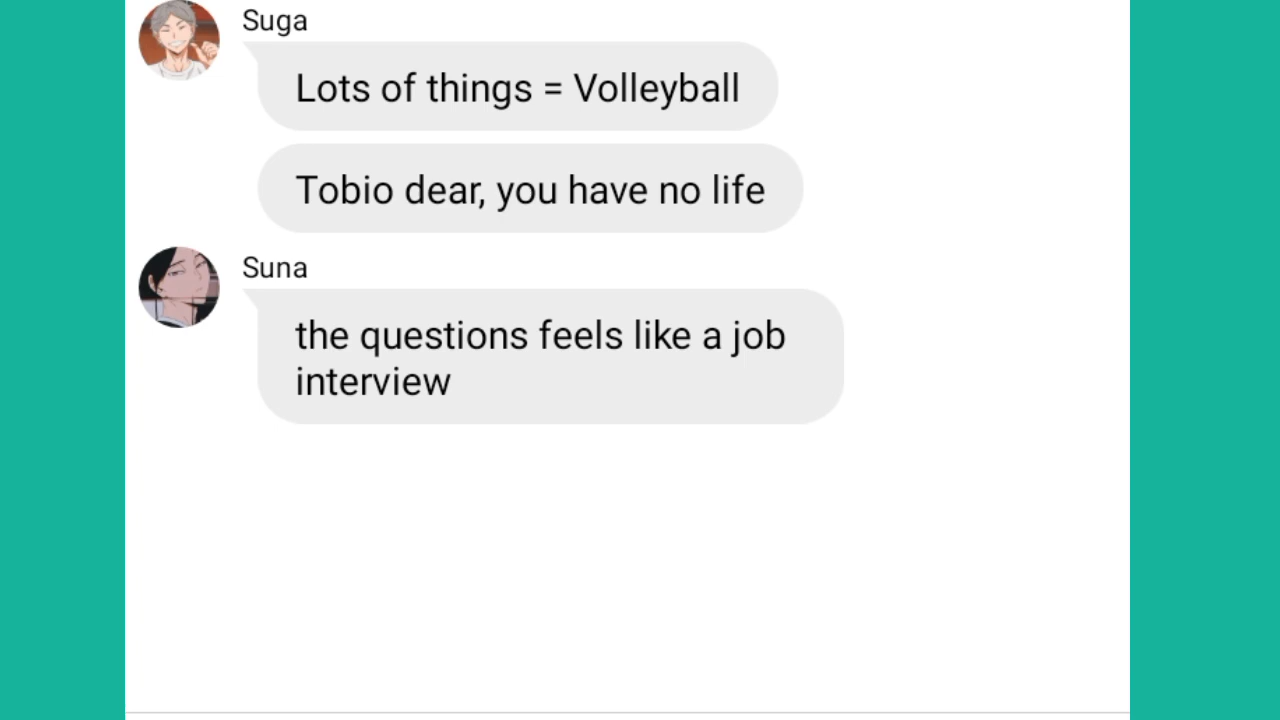 Suga
Lots of things = Volleyball
Tobio dear, you have no life
Suna
the questions feels like a job
interview